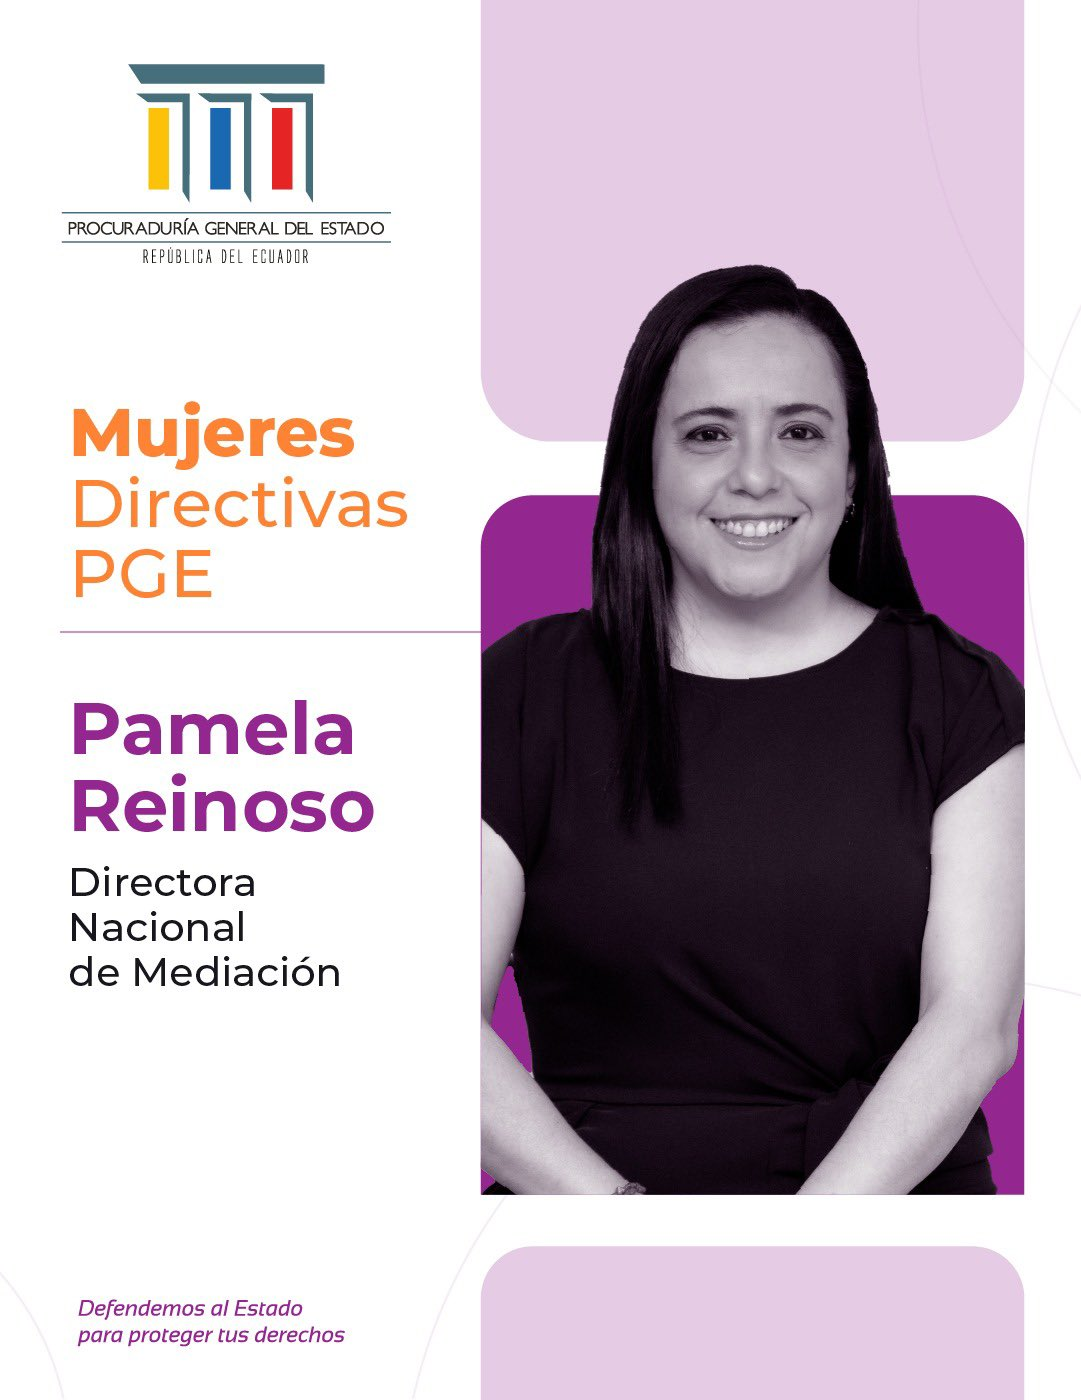 PROCURADURÍA GENERAL DEL ESTADO
REPÚBLICA DEL ECUADOR
Mujeres
Directivas
PGE
Pamela
Reinoso
Directora
Nacional
de Mediación
Defendemos al Estado
para proteger tus derechos